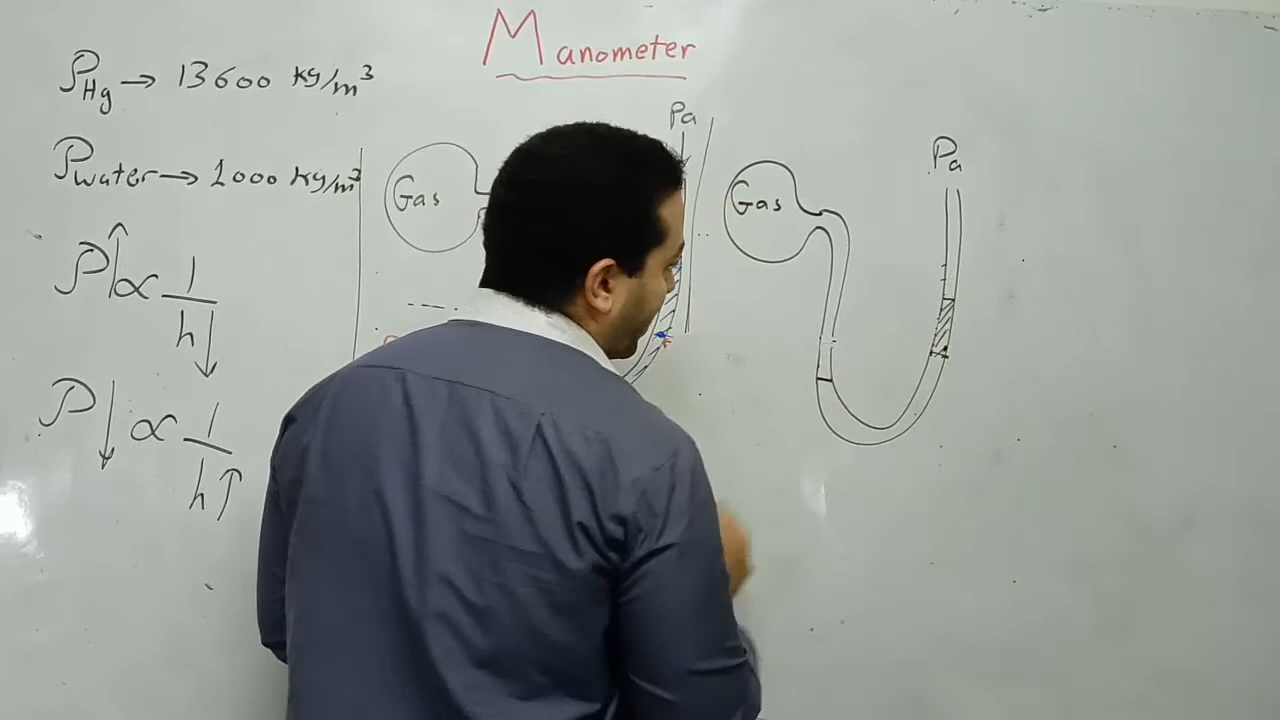 Manometer
ρHg → 13600 kg/m³
ρwater → 1000 kg/m³
ρ↑ ∝ 1/h↓
ρ↓ ∝ 1/h↑
Gas
Pa
Gas
Pa